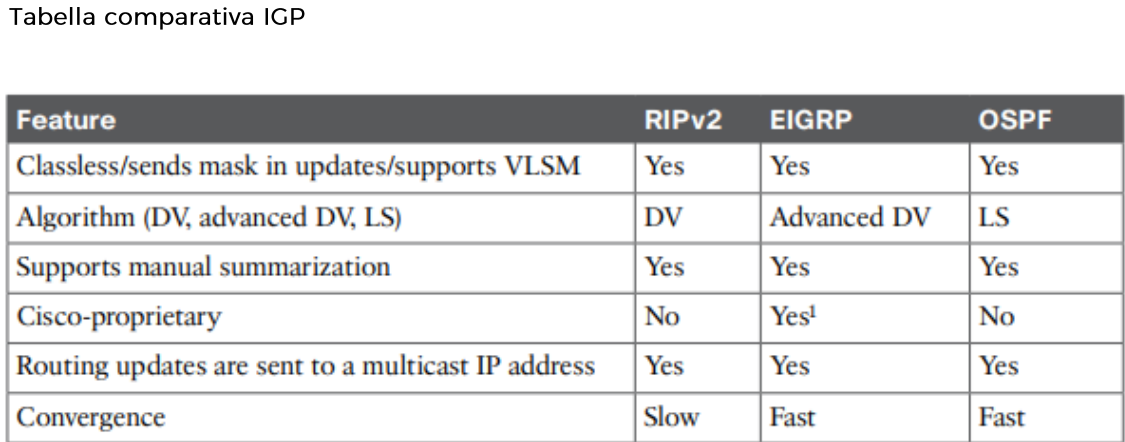 Tabella comparativa IGP
Feature RIPv2 EIGRP OSPF
Classless/sends mask in updates/supports VLSM Yes Yes Yes
Algorithm (DV, advanced DV, LS) DV Advanced DV LS
Supports manual summarization Yes Yes Yes
Cisco-proprietary No Yes¹ No
Routing updates are sent to a multicast IP address Yes Yes Yes
Convergence Slow Fast Fast